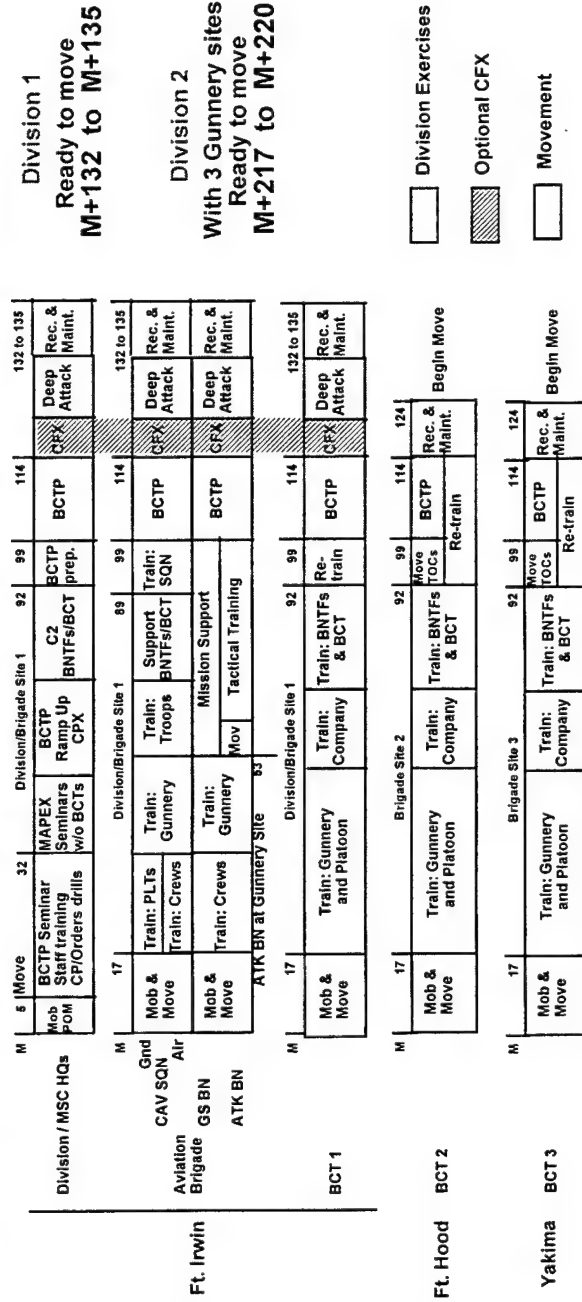 Division 1
Ready to move
M+132 to M+135
Division 2
With 3 Gunnery sites
Ready to move
M+217 to M+220
Division Exercises
Optional CFX
Movement
Ft. Irwin
Division / MSC HQs
M
5
Move
32
Division/Brigade Site 1
92
99
114
132 to 135
Mob
POM
BCTP Seminar
Staff training
CP/Orders drills
MAPEX
Seminars
w/o BCTs
BCTP
Ramp Up
CPX
C2
BNTFs/BCT
BCTP
prep.
BCTP
CFX
Deep
Attack
Rec. &
Maint.
Aviation
Brigade
CAV SQN
Gnd
Air
GS BN
ATK BN
M
17
Division/Brigade Site 1
89
99
114
132 to 135
Mob &
Move
Train: PLTs
Train: Crews
Train:
Gunnery
Train:
Troops
Support
BNTFs/BCT
Train:
SQN
BCTP
CFX
Deep
Attack
Rec. &
Maint.
Mob &
Move
Train: Crews
Train:
Gunnery
Mission Support
Mov
Tactical Training
BCTP
CFX
Deep
Attack
Rec. &
Maint.
ATK BN at Gunnery Site
53
BCT 1
M
17
Division/Brigade Site 1
92
99
114
132 to 135
Mob &
Move
Train: Gunnery
and Platoon
Train:
Company
Train: BNTFs
& BCT
Re-
train
BCTP
CFX
Deep
Attack
Rec. &
Maint.
Ft. Hood
BCT 2
M
17
Brigade Site 2
92
99
114
124
Mob &
Move
Train: Gunnery
and Platoon
Train:
Company
Train: BNTFs
& BCT
Move
TOCs
BCTP
Re-train
Rec. &
Maint.
Begin Move
Yakima
BCT 3
M
17
Brigade Site 3
92
99
114
124
Mob &
Move
Train: Gunnery
and Platoon
Train:
Company
Train: BNTFs
& BCT
Move
TOCs
BCTP
Re-train
Rec. &
Maint.
Begin Move